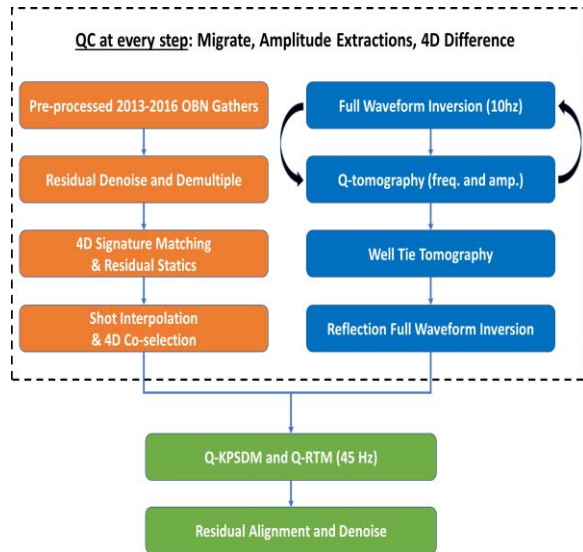 QC at every step: Migrate, Amplitude Extractions, 4D Difference
Pre-processed 2013-2016 OBN Gathers
Residual Denoise and Demultiple
4D Signature Matching
& Residual Statics
Shot Interpolation
& 4D Co-selection
Full Waveform Inversion (10hz)
Q-tomography (freq. and amp.)
Well Tie Tomography
Reflection Full Waveform Inversion
Q-KPSDM and Q-RTM (45 Hz)
Residual Alignment and Denoise